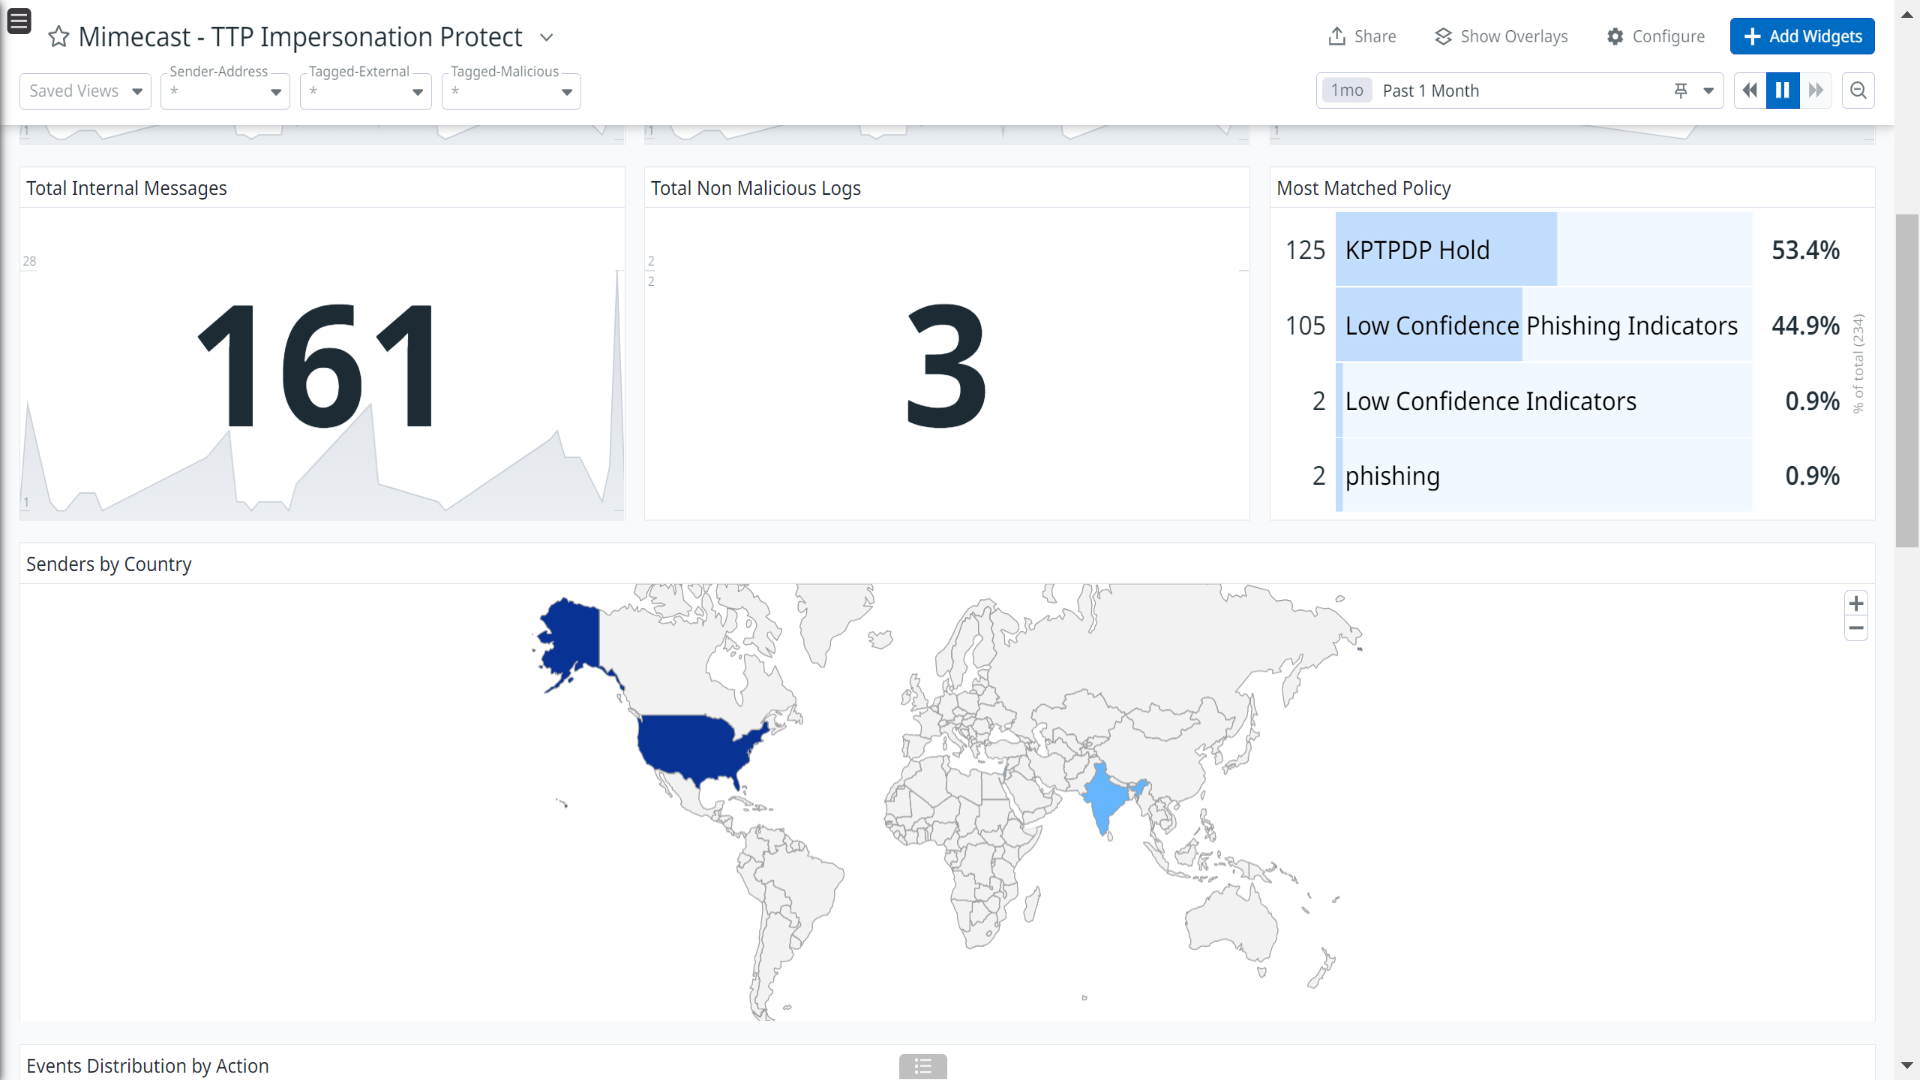 Mimecast - TTP Impersonation Protect
Share
Show Overlays
Configure
Add Widgets
Saved Views
Sender-Address
*
Tagged-External
*
Tagged-Malicious
*
1mo Past 1 Month
1
1
1
Total Internal Messages
28
161
1
Total Non Malicious Logs
2
2
3
Most Matched Policy
125 KPTPDP Hold 53.4%
105 Low Confidence Phishing Indicators 44.9%
2 Low Confidence Indicators 0.9%
2 phishing 0.9%
% of total (234)
Senders by Country
+
−
Events Distribution by Action